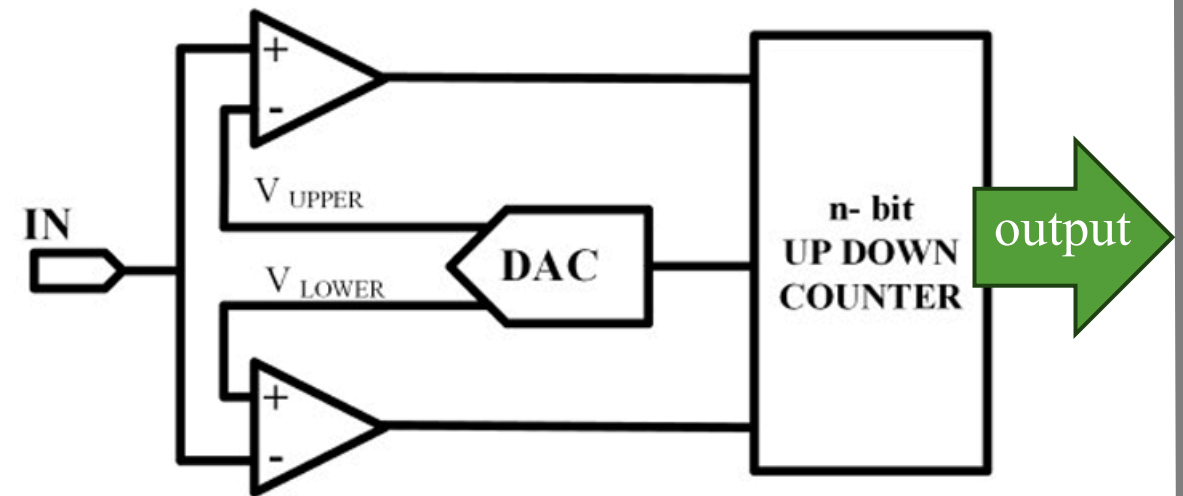 +
-
V UPPER
IN
DAC
V LOWER
+
-
n- bit
UP DOWN
COUNTER
output